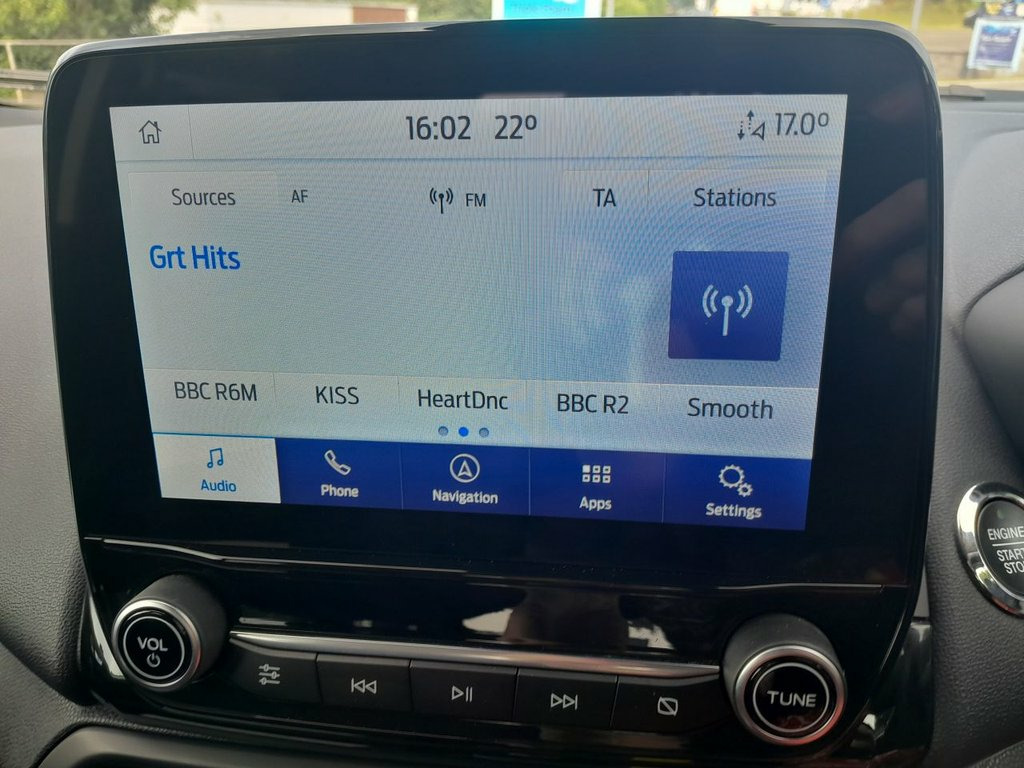 16:02 22° 17.0°
Sources AF FM TA Stations
Grt Hits
BBC R6M KISS HeartDnc BBC R2 Smooth
Audio Phone Navigation Apps Settings
ENGINE
START
STOP
VOL
TUNE